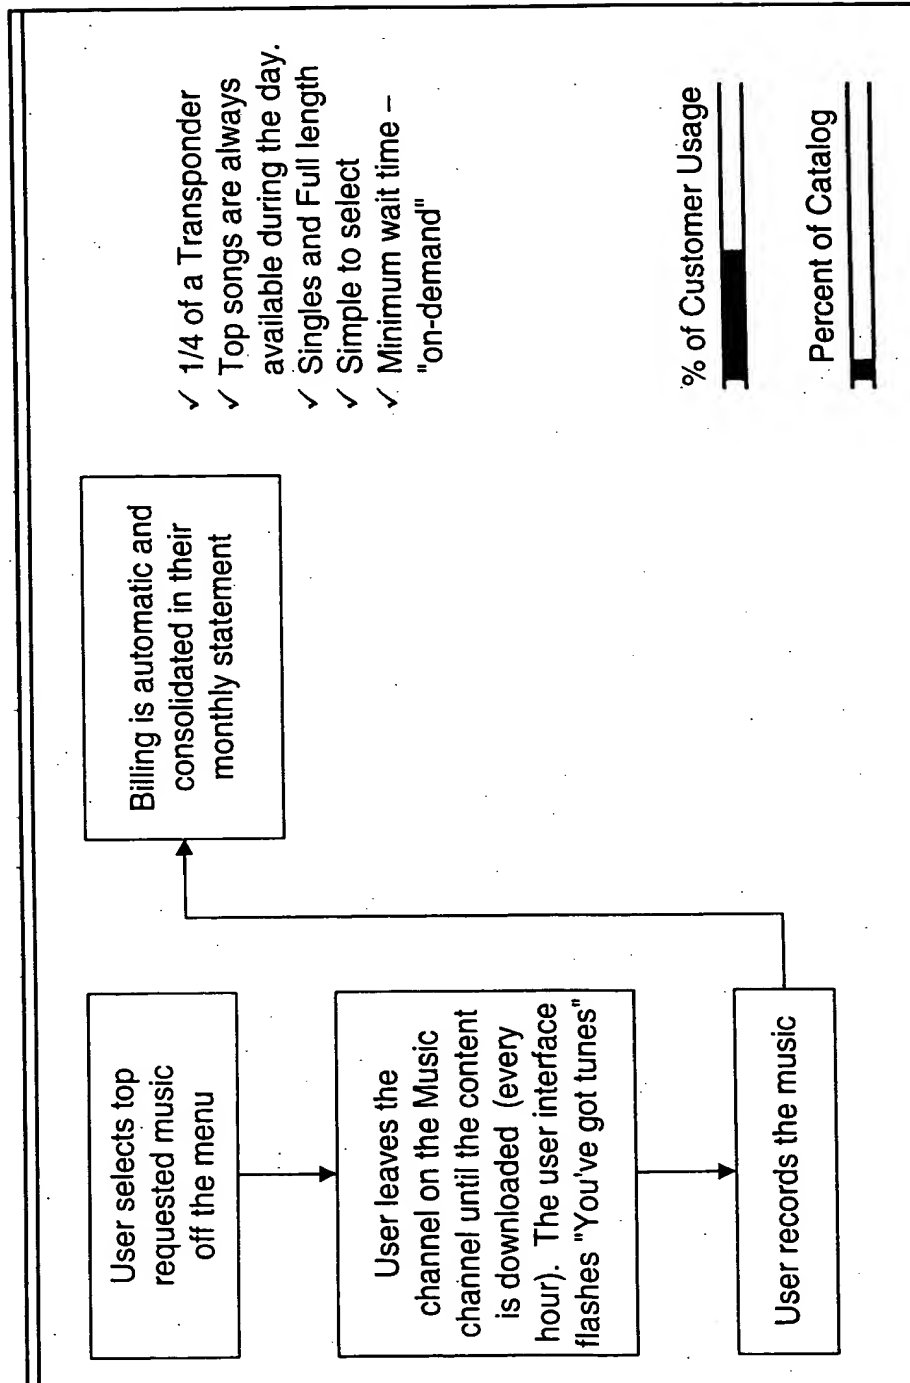 User selects top
requested music
off the menu
User leaves the
channel on the Music
channel until the content
is downloaded (every
hour). The user interface
flashes "You've got tunes"
User records the music
Billing is automatic and
consolidated in their
monthly statement
✓ 1/4 of a Transponder
✓ Top songs are always
available during the day.
✓ Singles and Full length
✓ Simple to select
✓ Minimum wait time –
"on-demand"
% of Customer Usage
Percent of Catalog